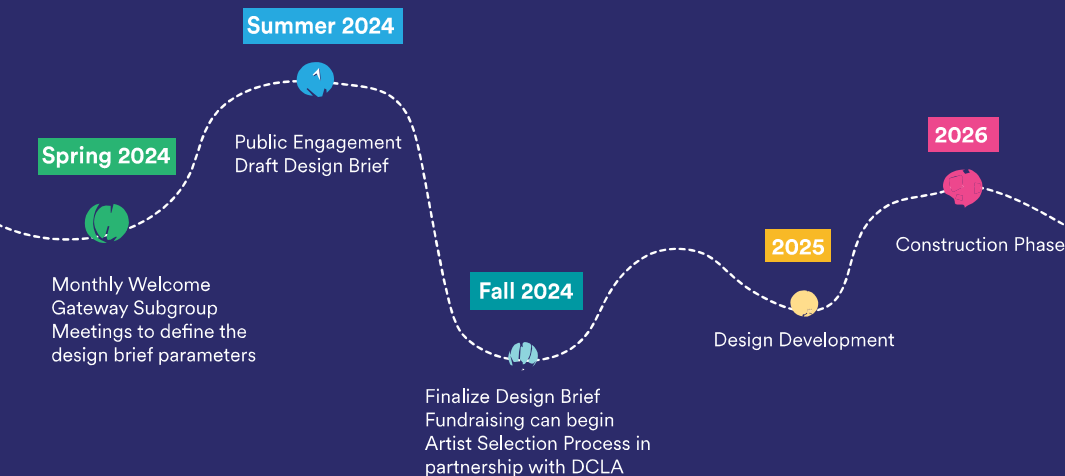 Spring 2024
Monthly Welcome
Gateway Subgroup
Meetings to define the
design brief parameters
Summer 2024
Public Engagement
Draft Design Brief
Fall 2024
Finalize Design Brief
Fundraising can begin
Artist Selection Process in
partnership with DCLA
2025
Design Development
2026
Construction Phase